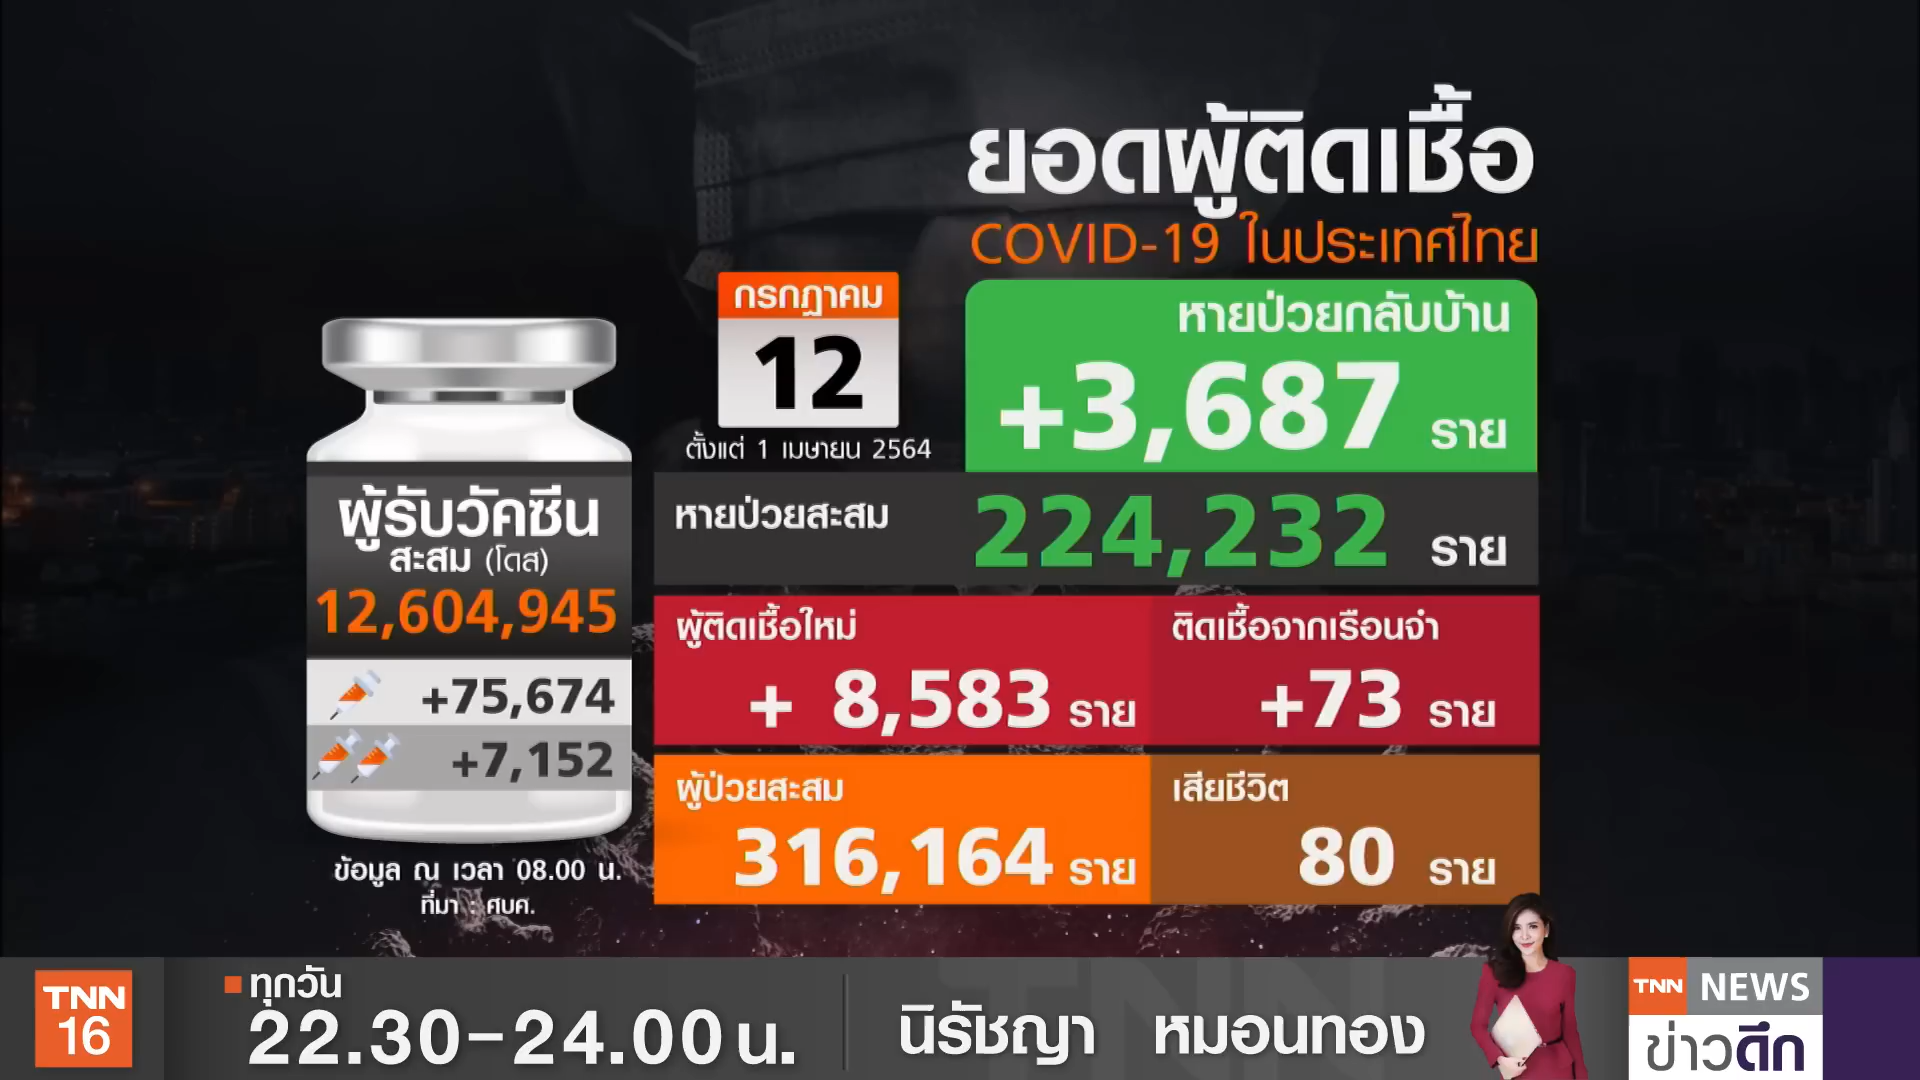 ยอดผู้ติดเชื้อ
COVID-19 ในประเทศไทย
กรกฎาคม
12
ตั้งแต่ 1 เมษายน 2564
หายป่วยกลับบ้าน
+3,687 ราย
หายป่วยสะสม 224,232 ราย
ผู้ติดเชื้อใหม่
+ 8,583 ราย
ติดเชื้อจากเรือนจำ
+73 ราย
ผู้ป่วยสะสม
316,164 ราย
เสียชีวิต
80 ราย
ผู้รับวัคซีน
สะสม (โดส)
12,604,945
+75,674
+7,152
ข้อมูล ณ เวลา 08.00 น.
ที่มา : ศบค.
TNN
16
ทุกวัน
22.30-24.00 น.
นิรัชญา หมอนทอง
TNN NEWS
ข่าวดึก